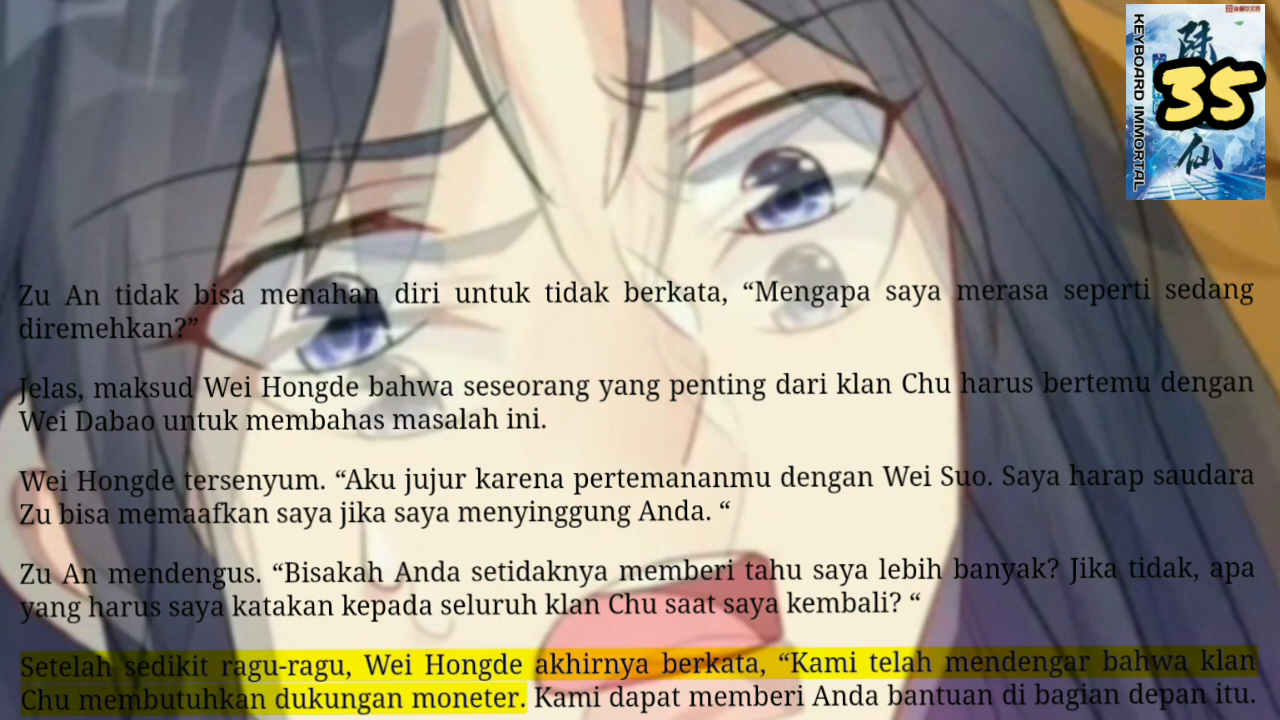 KEYBOARD IMMORTAL
35
Zu An tidak bisa menahan diri untuk tidak berkata, “Mengapa saya merasa seperti sedang
diremehkan?”
Jelas, maksud Wei Hongde bahwa seseorang yang penting dari klan Chu harus bertemu dengan
Wei Dabao untuk membahas masalah ini.
Wei Hongde tersenyum. “Aku jujur karena pertemananmu dengan Wei Suo. Saya harap saudara
Zu bisa memaafkan saya jika saya menyinggung Anda. “
Zu An mendengus. “Bisakah Anda setidaknya memberi tahu saya lebih banyak? Jika tidak, apa
yang harus saya katakan kepada seluruh klan Chu saat saya kembali? “
Setelah sedikit ragu-ragu, Wei Hongde akhirnya berkata, “Kami telah mendengar bahwa klan
Chu membutuhkan dukungan moneter. Kami dapat memberi Anda bantuan di bagian depan itu.